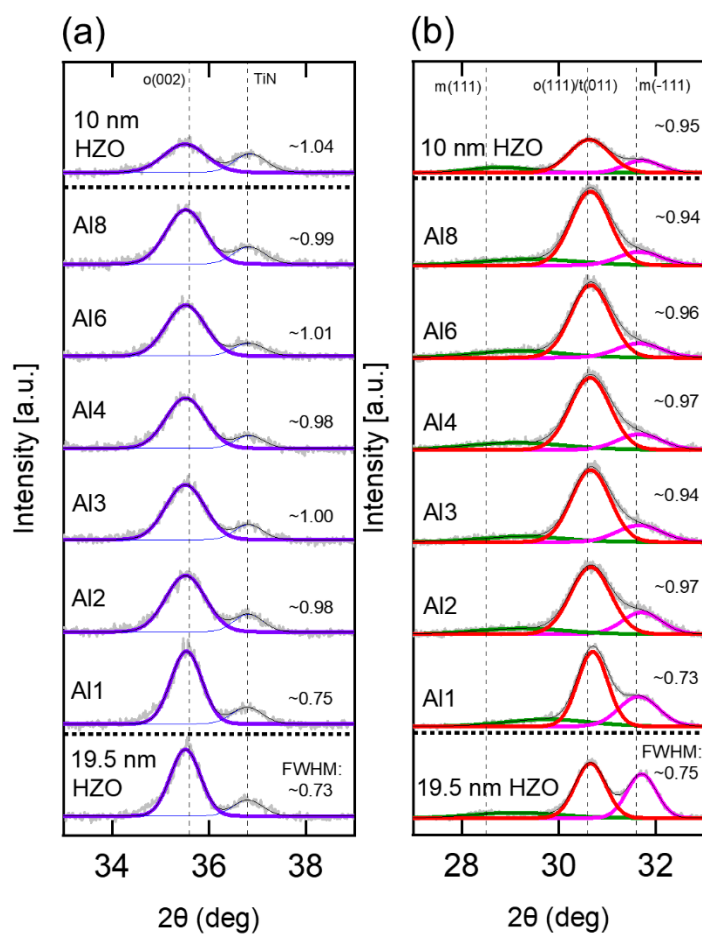 (a)
(b)
o(002)
TiN
10 nm
HZO
~1.04
Al8
~0.99
Al6
~1.01
Al4
~0.98
Al3
~1.00
Al2
~0.98
Al1
~0.75
19.5 nm
HZO
FWHM:
~0.73
Intensity [a.u.]
34
36
38
2θ (deg)
m(111)
o(111)/t(011)
m(-111)
10 nm HZO
~0.95
Al8
~0.94
Al6
~0.96
Al4
~0.97
Al3
~0.94
Al2
~0.97
Al1
~0.73
19.5 nm HZO
FWHM:
~0.75
Intensity [a.u.]
28
30
32
2θ (deg)